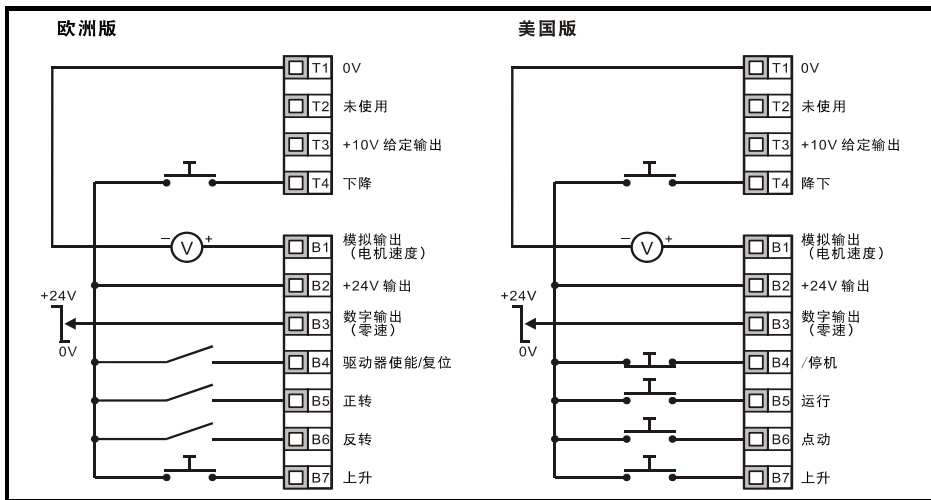 欧洲版
T1 0V
T2 未使用
T3 +10V 给定输出
T4 下降
− V +
B1 模拟输出
（电机速度）
B2 +24V 输出
+24V
B3 数字输出
（零速）
0V
B4 驱动器使能/复位
B5 正转
B6 反转
B7 上升
美国版
T1 0V
T2 未使用
T3 +10V 给定输出
T4 降下
− V +
B1 模拟输出
（电机速度）
B2 +24V 输出
+24V
B3 数字输出
（零速）
0V
B4 /停机
B5 运行
B6 点动
B7 上升